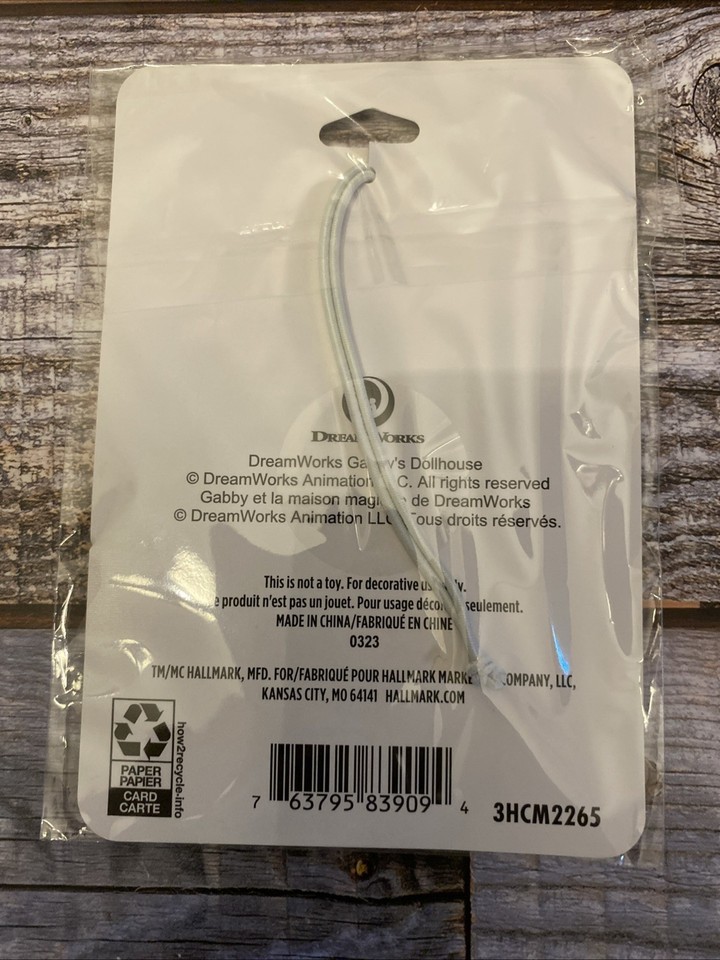 DREAMWORKS
DreamWorks Gabby's Dollhouse
© DreamWorks Animation LLC. All rights reserved
Gabby et la maison magique de DreamWorks
© DreamWorks Animation LLC. Tous droits réservés.
This is not a toy. For decorative use only.
produit n'est pas un jouet. Pour usage décoratif seulement.
MADE IN CHINA/FABRIQUÉ EN CHINE
0323
TM/MC HALLMARK, MFD. FOR/FABRIQUÉ POUR HALLMARK MARKETING COMPANY, LLC,
KANSAS CITY, MO 64141 HALLMARK.COM
PAPER
PAPIER
CARD
CARTE
how2recycle.info
7 63795 83909 4
3HCM2265